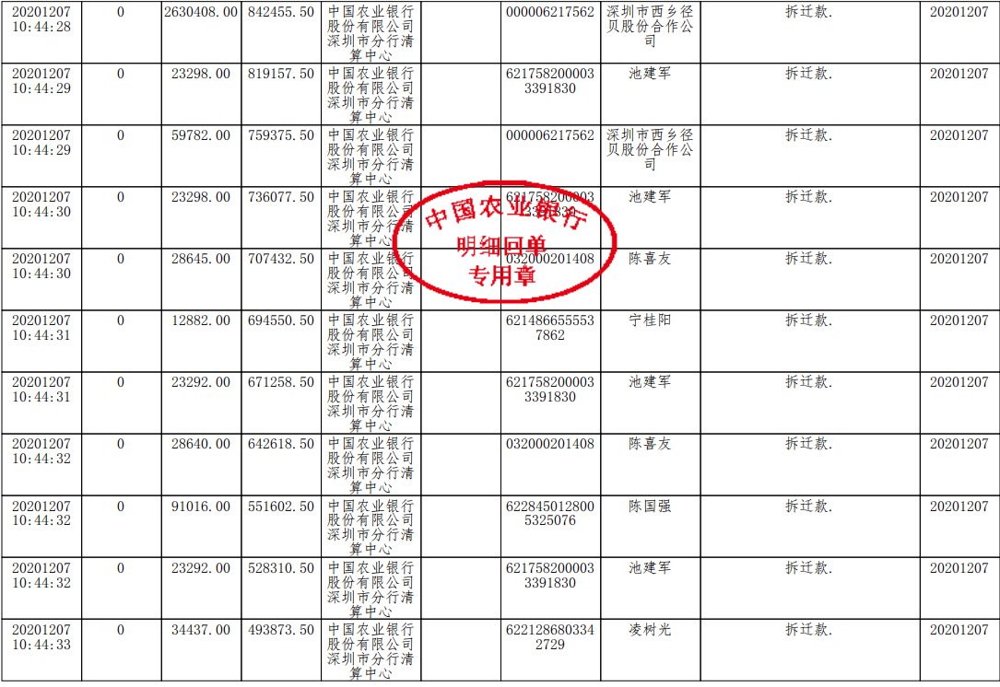 20201207 0 2630408.00 842455.50 中国农业银行 000006217562 深圳市西乡径 拆迁款. 20201207
10:44:28 股份有限公司 贝股份合作公
深圳市分行清 司
算中心
20201207 0 23298.00 819157.50 中国农业银行 621758200003 池建军 拆迁款. 20201207
10:44:29 股份有限公司 3391830
深圳市分行清
算中心
20201207 0 59782.00 759375.50 中国农业银行 000006217562 深圳市西乡径 拆迁款. 20201207
10:44:29 股份有限公司 贝股份合作公
深圳市分行清 司
算中心
20201207 0 23298.00 736077.50 中国农业银行 621758200003 池建军 拆迁款. 20201207
10:44:30 股份有限公司 3391830
深圳市分行清
算中心
中国农业银行
明细回单
专用章
20201207 0 28645.00 707432.50 中国农业银行 032000201408 陈喜友 拆迁款. 20201207
10:44:30 股份有限公司
深圳市分行清
算中心
20201207 0 12882.00 694550.50 中国农业银行 621486655553 宁桂阳 拆迁款. 20201207
10:44:31 股份有限公司 7862
深圳市分行清
算中心
20201207 0 23292.00 671258.50 中国农业银行 621758200003 池建军 拆迁款. 20201207
10:44:31 股份有限公司 3391830
深圳市分行清
算中心
20201207 0 28640.00 642618.50 中国农业银行 032000201408 陈喜友 拆迁款. 20201207
10:44:32 股份有限公司
深圳市分行清
算中心
20201207 0 91016.00 551602.50 中国农业银行 622845012800 陈国强 拆迁款. 20201207
10:44:32 股份有限公司 5325076
深圳市分行清
算中心
20201207 0 23292.00 528310.50 中国农业银行 621758200003 池建军 拆迁款. 20201207
10:44:32 股份有限公司 3391830
深圳市分行清
算中心
20201207 0 34437.00 493873.50 中国农业银行 622128680334 凌树光 拆迁款. 20201207
10:44:33 股份有限公司 2729
深圳市分行清
算中心